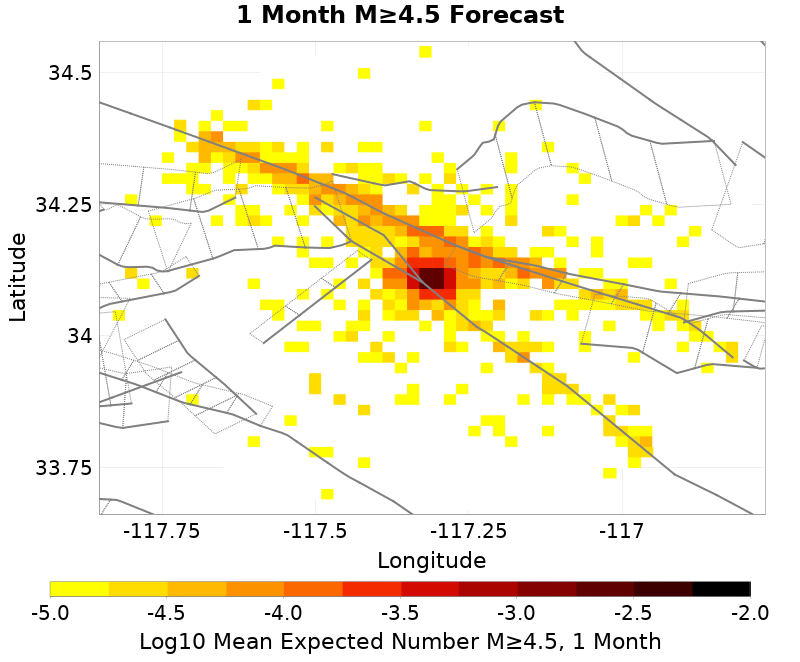 1 Month M≥4.5 Forecast
34.5
34.25
34
33.75
Latitude
-117.75 -117.5 -117.25 -117
Longitude
-5.0 -4.5 -4.0 -3.5 -3.0 -2.5 -2.0
Log10 Mean Expected Number M≥4.5, 1 Month